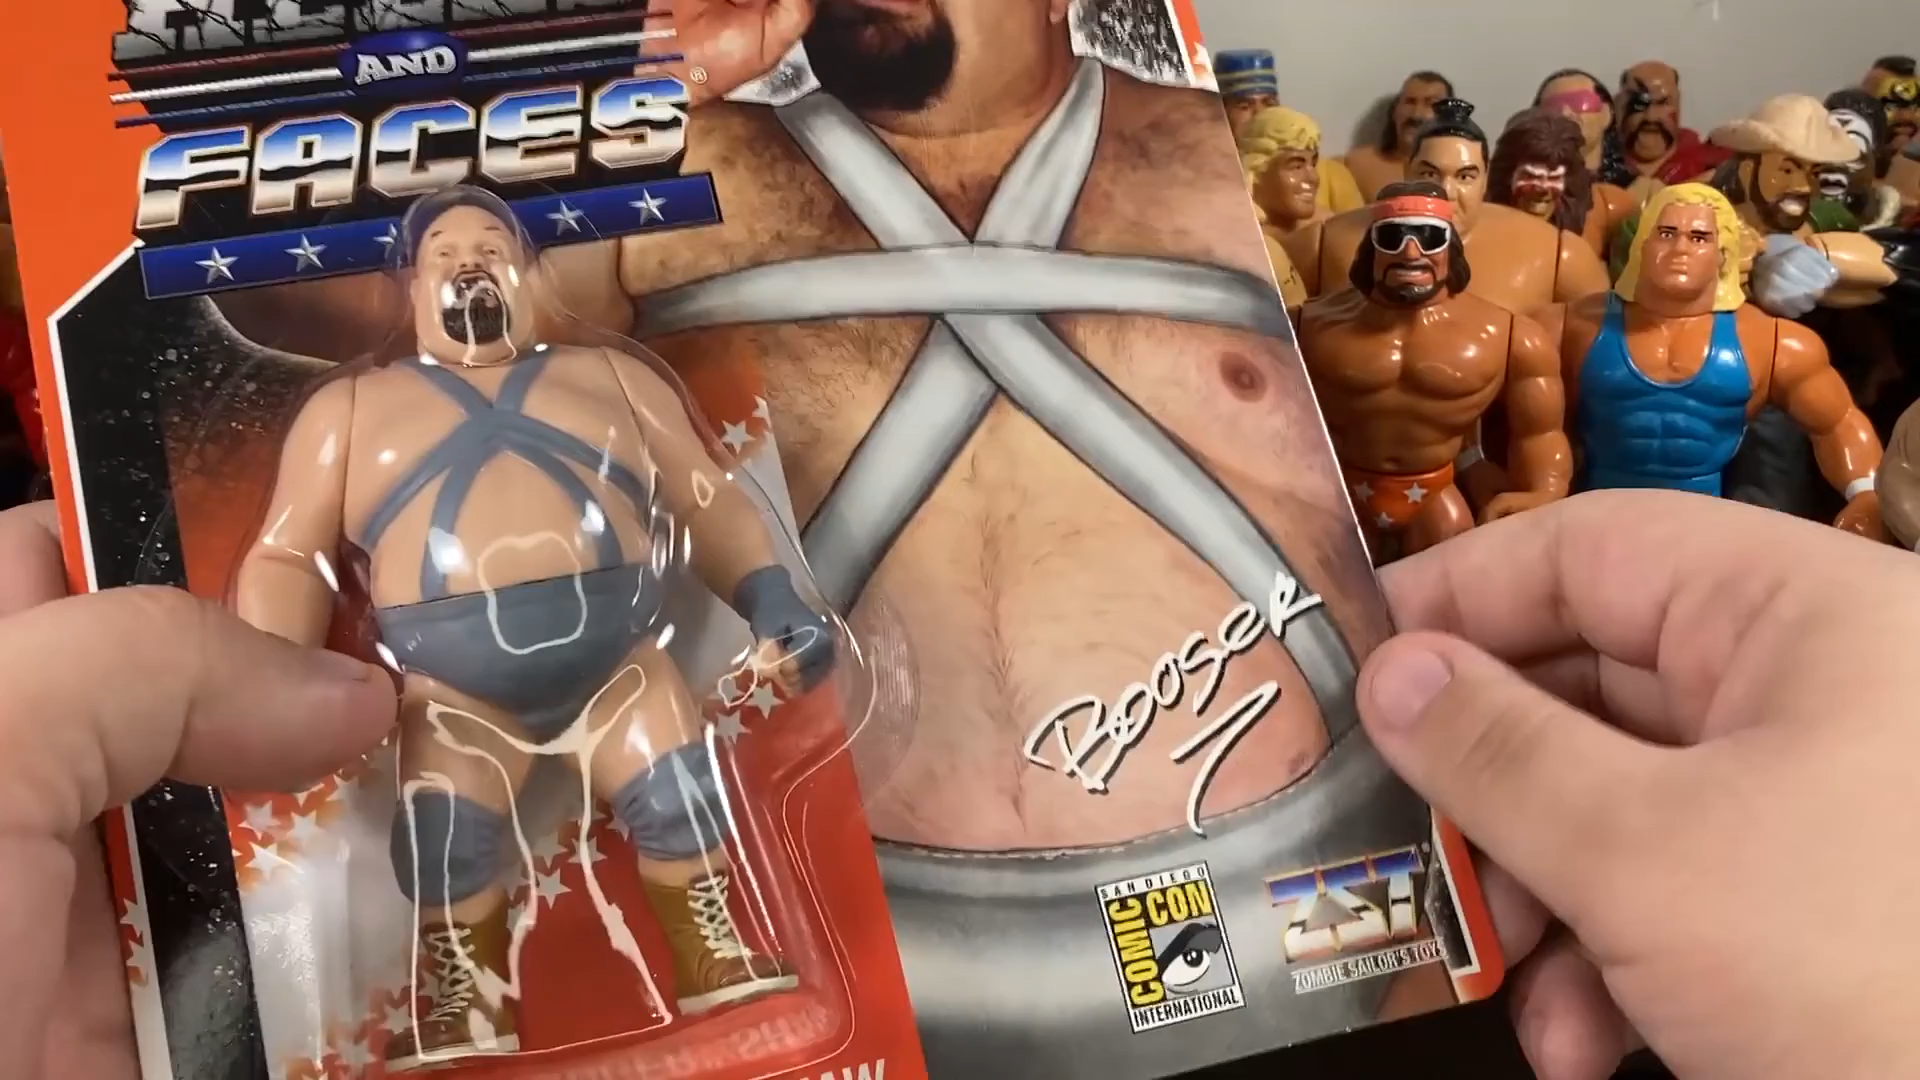 AND
FACES®
BOOSER
SAN DIEGO
COMIC
CON
INTERNATIONAL
ZST
ZOMBIE SAILOR'S TOYS